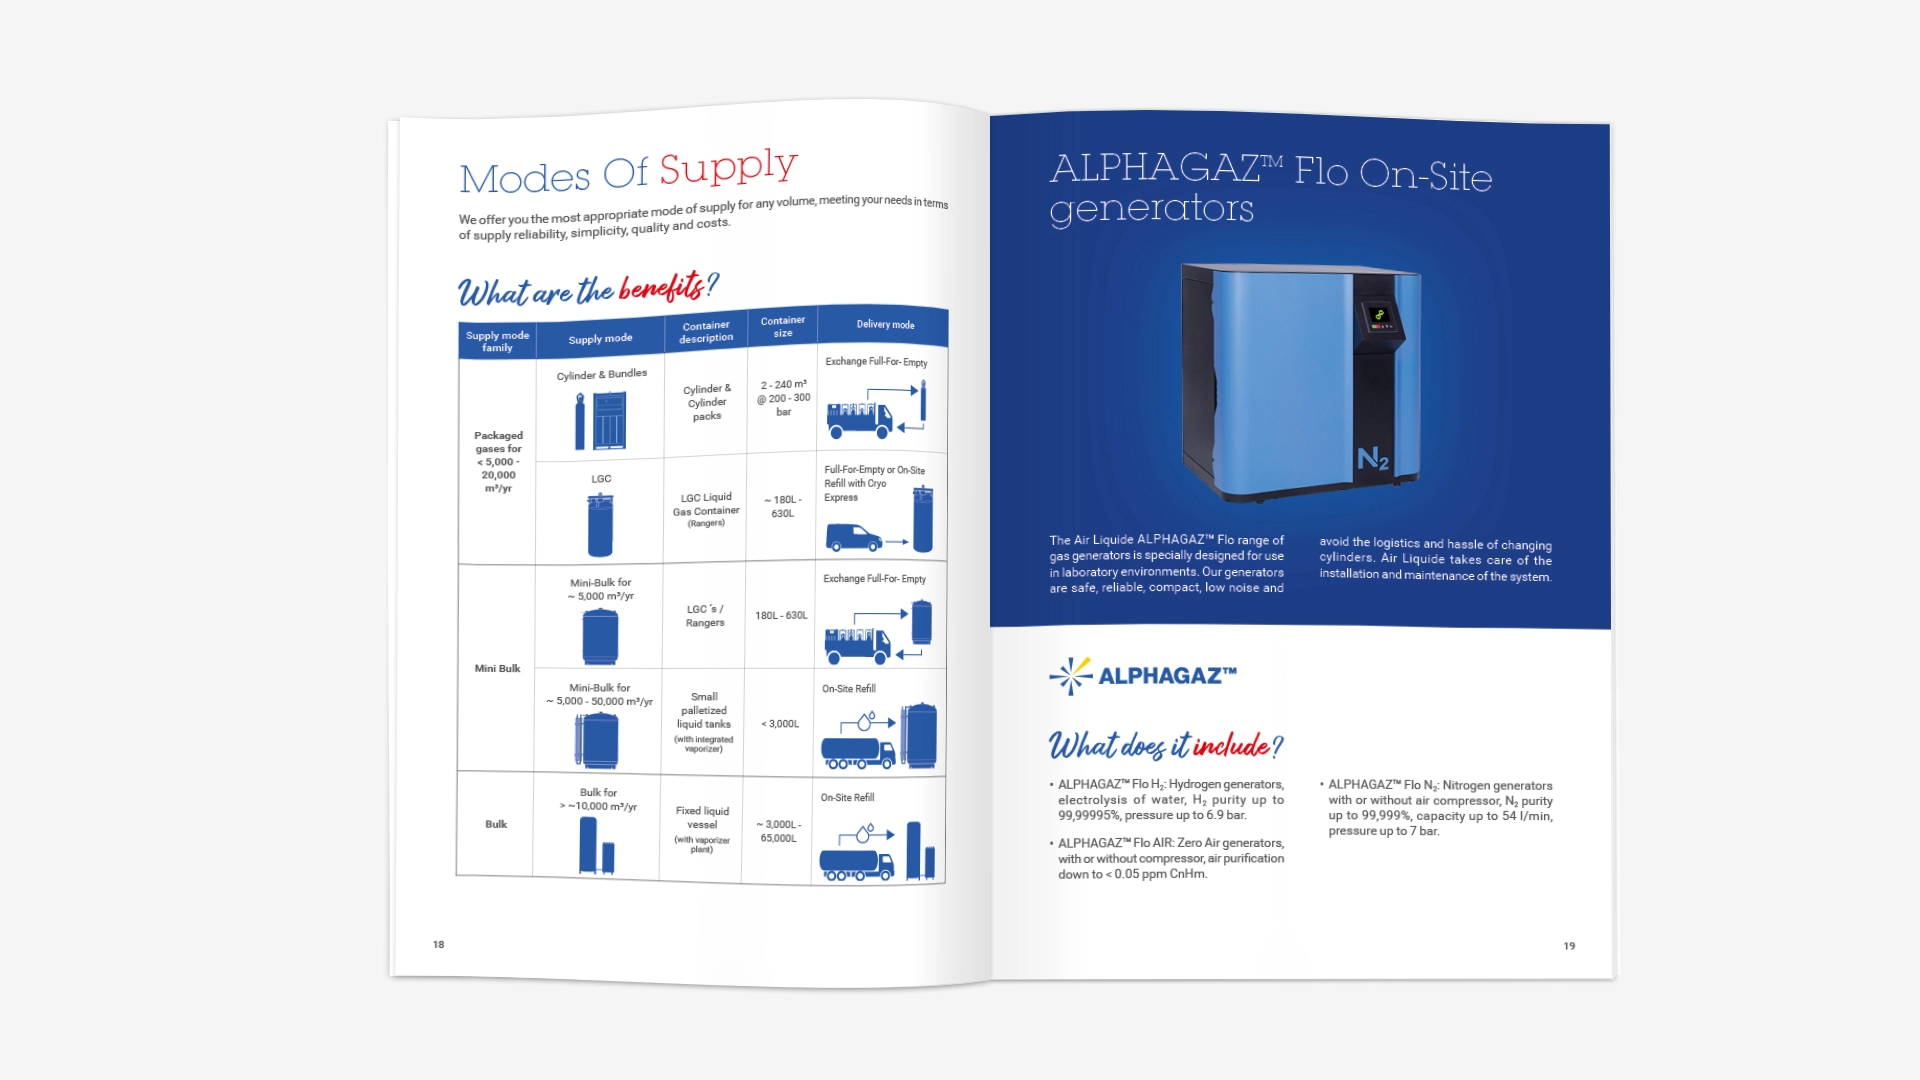 Modes Of Supply
We offer you the most appropriate mode of supply for any volume, meeting your needs in terms
of supply reliability, simplicity, quality and costs.
What are the benefits?
Supply mode
family
Supply mode
Container
description
Container
size
Delivery mode
Packaged
gases for
< 5,000 -
20,000
m³/yr
Cylinder & Bundles
Cylinder &
Cylinder
packs
2 - 240 m³
@ 200 - 300
bar
Exchange Full-For- Empty
LGC
LGC Liquid
Gas Container
(Rangers)
~ 180L -
630L
Full-For-Empty or On-Site
Refill with Cryo
Express
Mini Bulk
Mini-Bulk for
~ 5,000 m³/yr
LGC 's /
Rangers
180L - 630L
Exchange Full-For- Empty
Mini-Bulk for
~ 5,000 - 50,000 m³/yr
Small
palletized
liquid tanks
(with integrated
vaporizer)
< 3,000L
On-Site Refill
Bulk
Bulk for
> ~10,000 m³/yr
Fixed liquid
vessel
(with vaporizer
plant)
~ 3,000L -
65,000L
On-Site Refill
18
ALPHAGAZ™ Flo On-Site
generators
N₂
The Air Liquide ALPHAGAZ™ Flo range of
gas generators is specially designed for use
in laboratory environments. Our generators
are safe, reliable, compact, low noise and
avoid the logistics and hassle of changing
cylinders. Air Liquide takes care of the
installation and maintenance of the system.
ALPHAGAZ™
What does it include?
• ALPHAGAZ™ Flo H₂: Hydrogen generators,
electrolysis of water, H₂ purity up to
99,99995%, pressure up to 6.9 bar.
• ALPHAGAZ™ Flo AIR: Zero Air generators,
with or without compressor, air purification
down to < 0.05 ppm CnHm.
• ALPHAGAZ™ Flo N₂: Nitrogen generators
with or without air compressor, N₂ purity
up to 99,999%, capacity up to 54 l/min,
pressure up to 7 bar.
19